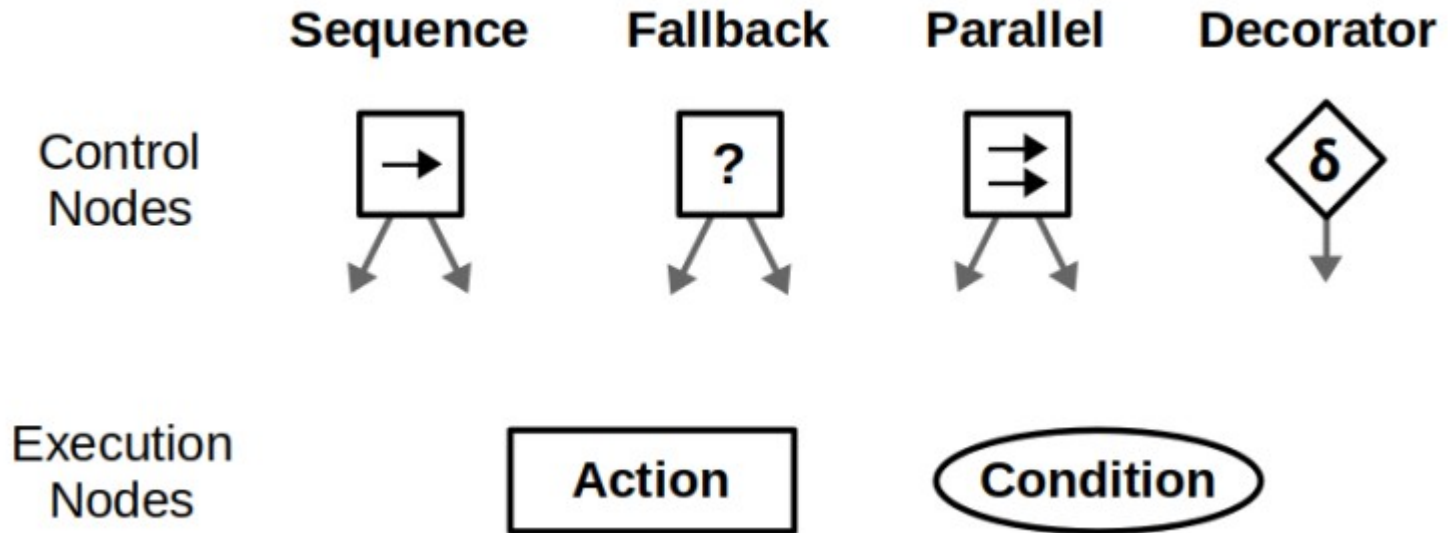 Sequence Fallback Parallel Decorator
Control
Nodes
?
δ
Execution
Nodes
Action
Condition